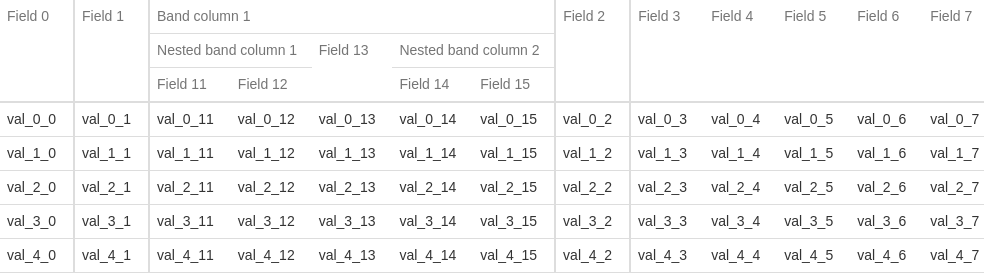 Field 0 Field 1 Band column 1 Field 2 Field 3 Field 4 Field 5 Field 6 Field 7
Nested band column 1 Field 13 Nested band column 2
Field 11 Field 12 Field 14 Field 15
val_0_0 val_0_1 val_0_11 val_0_12 val_0_13 val_0_14 val_0_15 val_0_2 val_0_3 val_0_4 val_0_5 val_0_6 val_0_7
val_1_0 val_1_1 val_1_11 val_1_12 val_1_13 val_1_14 val_1_15 val_1_2 val_1_3 val_1_4 val_1_5 val_1_6 val_1_7
val_2_0 val_2_1 val_2_11 val_2_12 val_2_13 val_2_14 val_2_15 val_2_2 val_2_3 val_2_4 val_2_5 val_2_6 val_2_7
val_3_0 val_3_1 val_3_11 val_3_12 val_3_13 val_3_14 val_3_15 val_3_2 val_3_3 val_3_4 val_3_5 val_3_6 val_3_7
val_4_0 val_4_1 val_4_11 val_4_12 val_4_13 val_4_14 val_4_15 val_4_2 val_4_3 val_4_4 val_4_5 val_4_6 val_4_7